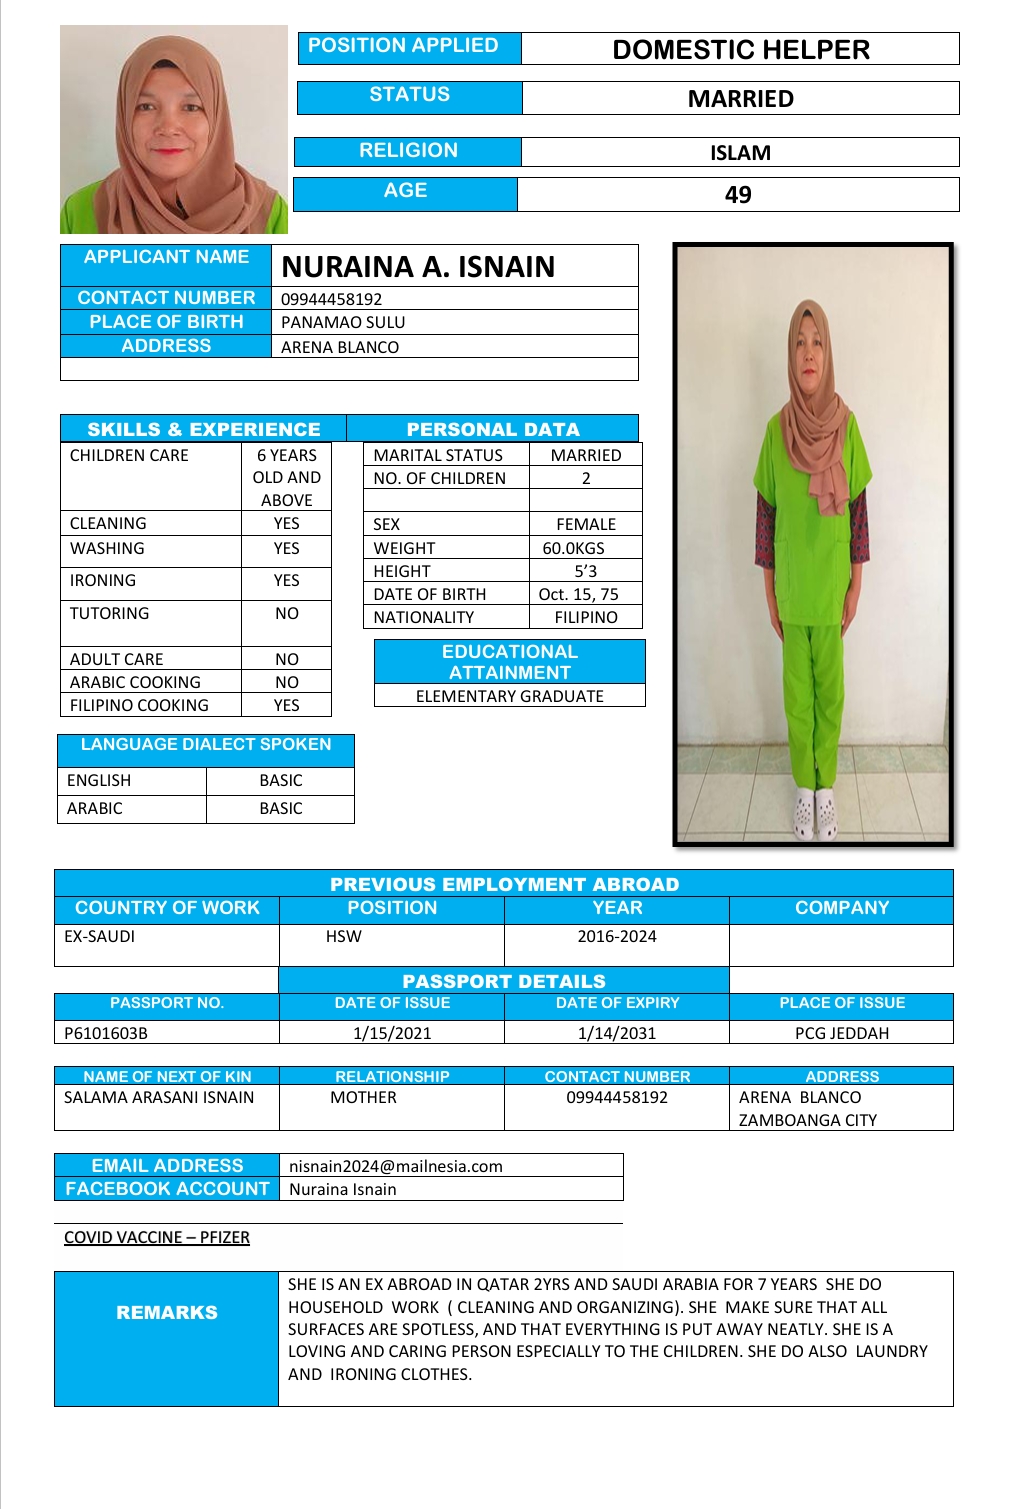 POSITION APPLIED DOMESTIC HELPER
STATUS MARRIED
RELIGION ISLAM
AGE 49
APPLICANT NAME NURAINA A. ISNAIN
CONTACT NUMBER 09944458192
PLACE OF BIRTH PANAMAO SULU
ADDRESS ARENA BLANCO
SKILLS & EXPERIENCE
CHILDREN CARE 6 YEARS
OLD AND
ABOVE
CLEANING YES
WASHING YES
IRONING YES
TUTORING NO
ADULT CARE NO
ARABIC COOKING NO
FILIPINO COOKING YES
PERSONAL DATA
MARITAL STATUS MARRIED
NO. OF CHILDREN 2
SEX FEMALE
WEIGHT 60.0KGS
HEIGHT 5’3
DATE OF BIRTH Oct. 15, 75
NATIONALITY FILIPINO
EDUCATIONAL
ATTAINMENT
ELEMENTARY GRADUATE
LANGUAGE DIALECT SPOKEN
ENGLISH BASIC
ARABIC BASIC
PREVIOUS EMPLOYMENT ABROAD
COUNTRY OF WORK POSITION YEAR COMPANY
EX-SAUDI HSW 2016-2024
PASSPORT DETAILS
PASSPORT NO. DATE OF ISSUE DATE OF EXPIRY PLACE OF ISSUE
P6101603B 1/15/2021 1/14/2031 PCG JEDDAH
NAME OF NEXT OF KIN RELATIONSHIP CONTACT NUMBER ADDRESS
SALAMA ARASANI ISNAIN MOTHER 09944458192 ARENA BLANCO
ZAMBOANGA CITY
EMAIL ADDRESS nisnain2024@mailnesia.com
FACEBOOK ACCOUNT Nuraina Isnain
COVID VACCINE – PFIZER
REMARKS
SHE IS AN EX ABROAD IN QATAR 2YRS AND SAUDI ARABIA FOR 7 YEARS SHE DO
HOUSEHOLD WORK ( CLEANING AND ORGANIZING). SHE MAKE SURE THAT ALL
SURFACES ARE SPOTLESS, AND THAT EVERYTHING IS PUT AWAY NEATLY. SHE IS A
LOVING AND CARING PERSON ESPECIALLY TO THE CHILDREN. SHE DO ALSO LAUNDRY
AND IRONING CLOTHES.